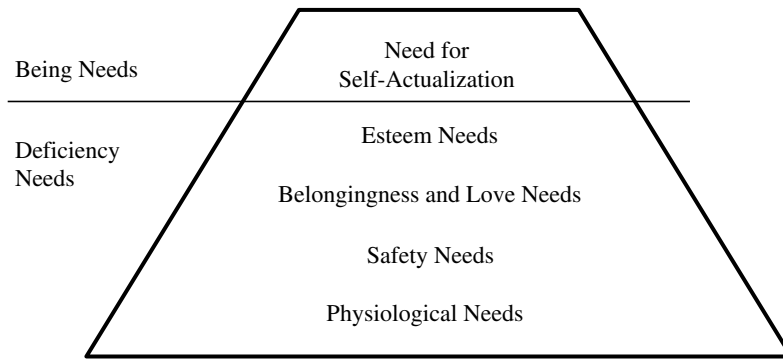 Being Needs
Need for
Self-Actualization
Deficiency
Needs
Esteem Needs
Belongingness and Love Needs
Safety Needs
Physiological Needs